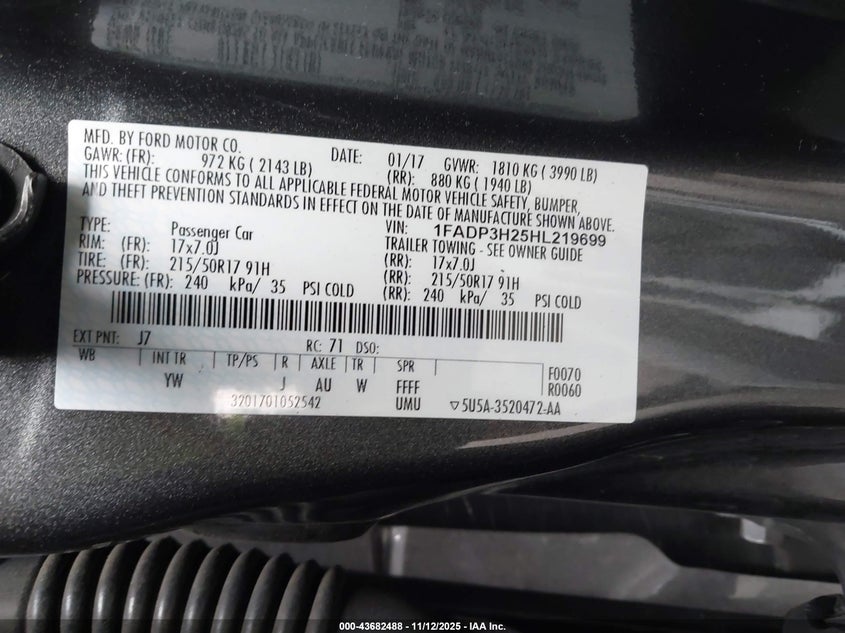 MFD. BY FORD MOTOR CO. DATE: 01/17 GVWR: 1810 KG ( 3990 LB)
GAWR: (FR): 972 KG ( 2143 LB) (RR): 880 KG ( 1940 LB)
THIS VEHICLE CONFORMS TO ALL APPLICABLE FEDERAL MOTOR VEHICLE SAFETY, BUMPER,
AND THEFT PREVENTION STANDARDS IN EFFECT ON THE DATE OF MANUFACTURE SHOWN ABOVE.
VIN: 1FADP3H25HL219699
TYPE: Passenger Car TRAILER TOWING - SEE OWNER GUIDE
RIM: (FR): 17x7.0J (RR): 17x7.0J
TIRE: (FR): 215/50R17 91H (RR): 215/50R17 91H
PRESSURE: (FR): 240 kPa/ 35 PSI COLD (RR): 240 kPa/ 35 PSI COLD
EXT PNT: J7 RC: 71 DSO:
WB INT TR TP/PS R AXLE TR SPR F0070
YW J AU W FFFF R0060
3201701052542 UMU ▽5U5A-3520472-AA
000-43682488 - 11/12/2025 - IAA Inc.